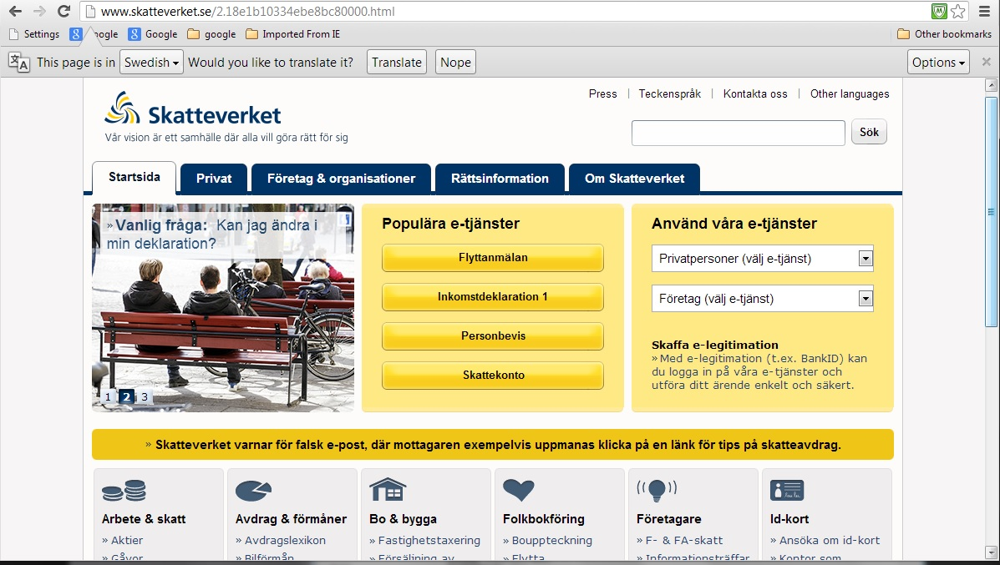 www.skatteverket.se/2.18e1b10334ebe8bc80000.html
Settings Google google Imported From IE Other bookmarks
This page is in Swedish Would you like to translate it? Translate Nope Options
Press | Teckenspråk | Kontakta oss | Other languages
Skatteverket
Vår vision är ett samhälle där alla vill göra rätt för sig
Sök
Startsida Privat Företag & organisationer Rättsinformation Om Skatteverket
» Vanlig fråga: Kan jag ändra i
min deklaration?
1 2 3
Populära e-tjänster
Flyttanmälan
Inkomstdeklaration 1
Personbevis
Skattekonto
Använd våra e-tjänster
Privatpersoner (välj e-tjänst)
Företag (välj e-tjänst)
Skaffa e-legitimation
» Med e-legitimation (t.ex. BankID) kan
du logga in på våra e-tjänster och
utföra ditt ärende enkelt och säkert.
» Skatteverket varnar för falsk e-post, där mottagaren exempelvis uppmanas klicka på en länk för tips på skatteavdrag.
Arbete & skatt
» Aktier
» Gåvor
Avdrag & förmåner
» Avdragslexikon
» Bilförmån
Bo & bygga
» Fastighetstaxering
» Försäljning av
Folkbokföring
» Bouppteckning
» Flytta
Företagare
» F- & FA-skatt
» Informationsträffar
Id-kort
» Ansöka om id-kort
» Kontor som